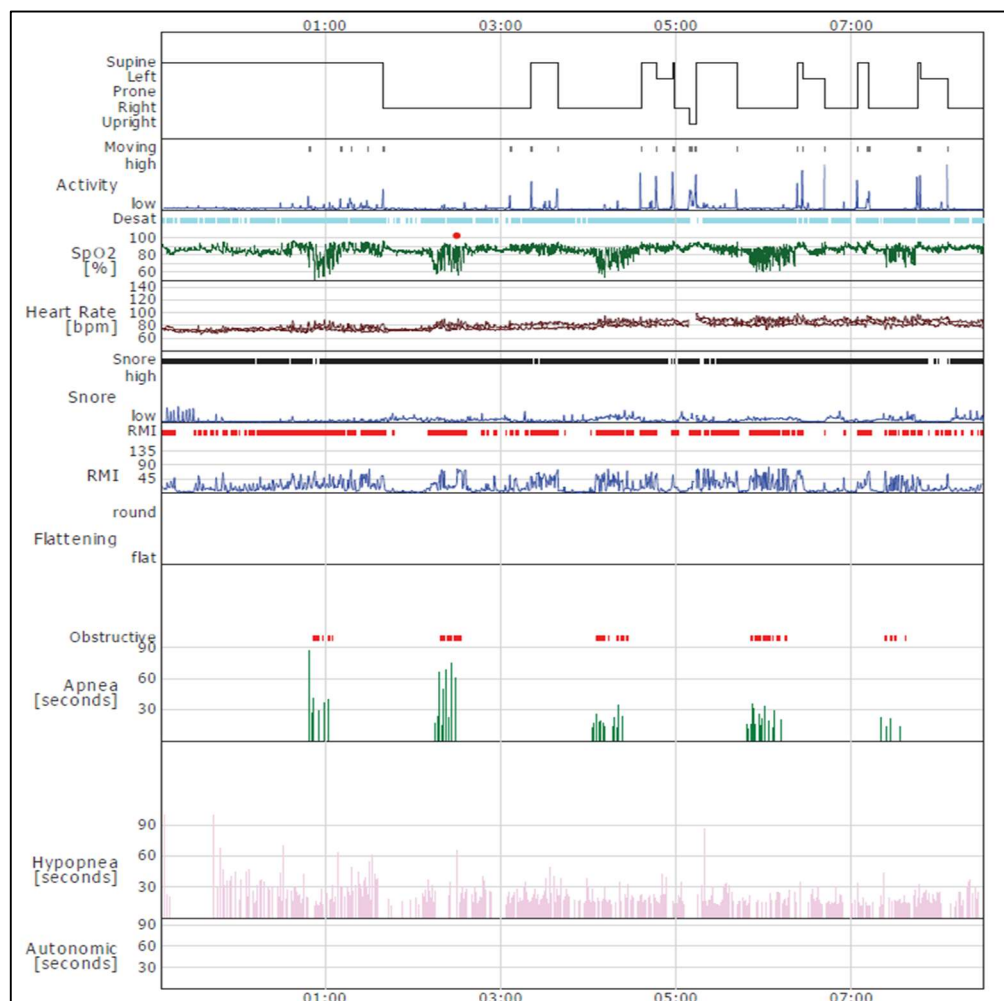 01:00 03:00 05:00 07:00
Supine
Left
Prone
Right
Upright
Moving
high
Activity
low
Desat
100
SpO2 80
[%] 60
140
120
Heart Rate 100
[bpm] 80
60
Snore
high
Snore
low
RMI
135
90
RMI 45
round
Flattening
flat
Obstructive
90
Apnea 60
[seconds] 30
90
Hypopnea 60
[seconds] 30
90
Autonomic 60
[seconds] 30
01:00 03:00 05:00 07:00